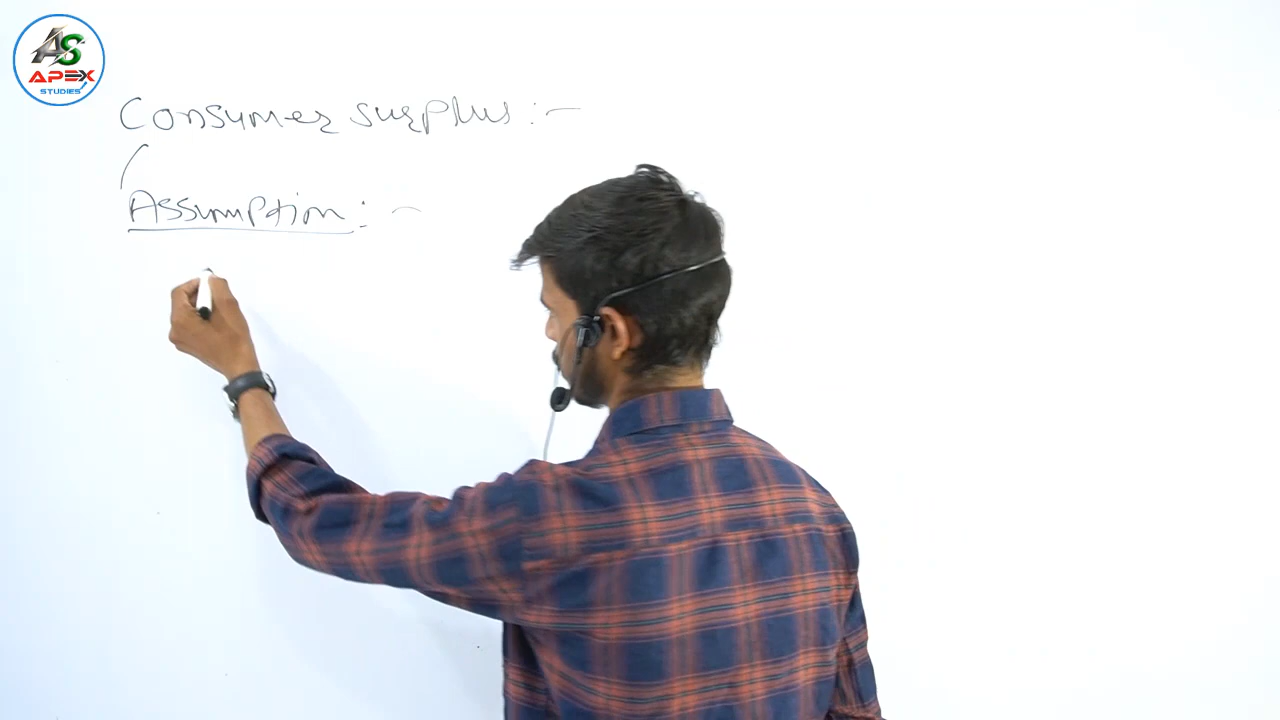 AS
APEX
STUDIES
Consumer surplus :-
Assumption : -